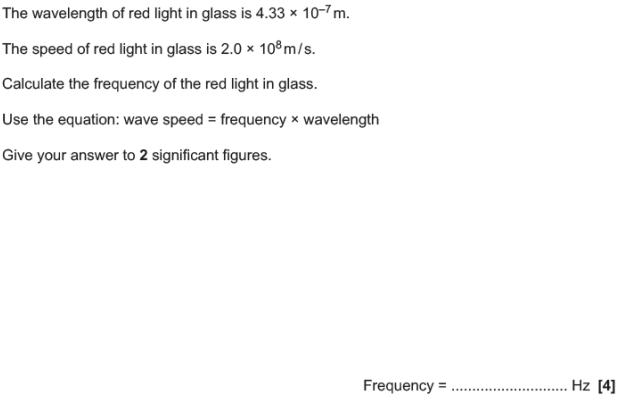 The wavelength of red light in glass is 4.33 × 10⁻⁷ m.
The speed of red light in glass is 2.0 × 10⁸ m/s.
Calculate the frequency of the red light in glass.
Use the equation: wave speed = frequency × wavelength
Give your answer to 2 significant figures.
Frequency = ............................ Hz [4]